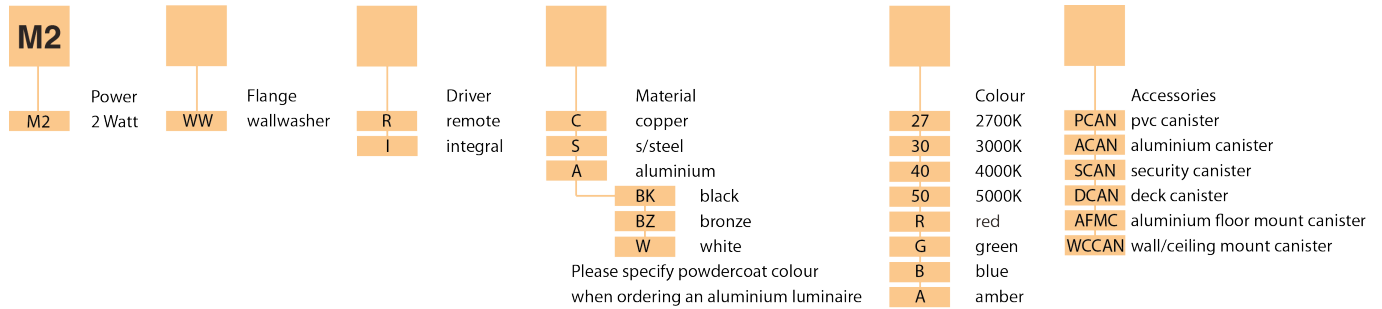 M2
Power
M2 2 Watt
Flange
WW wallwasher
Driver
R remote
I integral
Material
C copper
S s/steel
A aluminium
BK black
BZ bronze
W white
Please specify powdercoat colour
when ordering an aluminium luminaire
Colour
27 2700K
30 3000K
40 4000K
50 5000K
R red
G green
B blue
A amber
Accessories
PCAN pvc canister
ACAN aluminium canister
SCAN security canister
DCAN deck canister
AFMC aluminium floor mount canister
WCCAN wall/ceiling mount canister